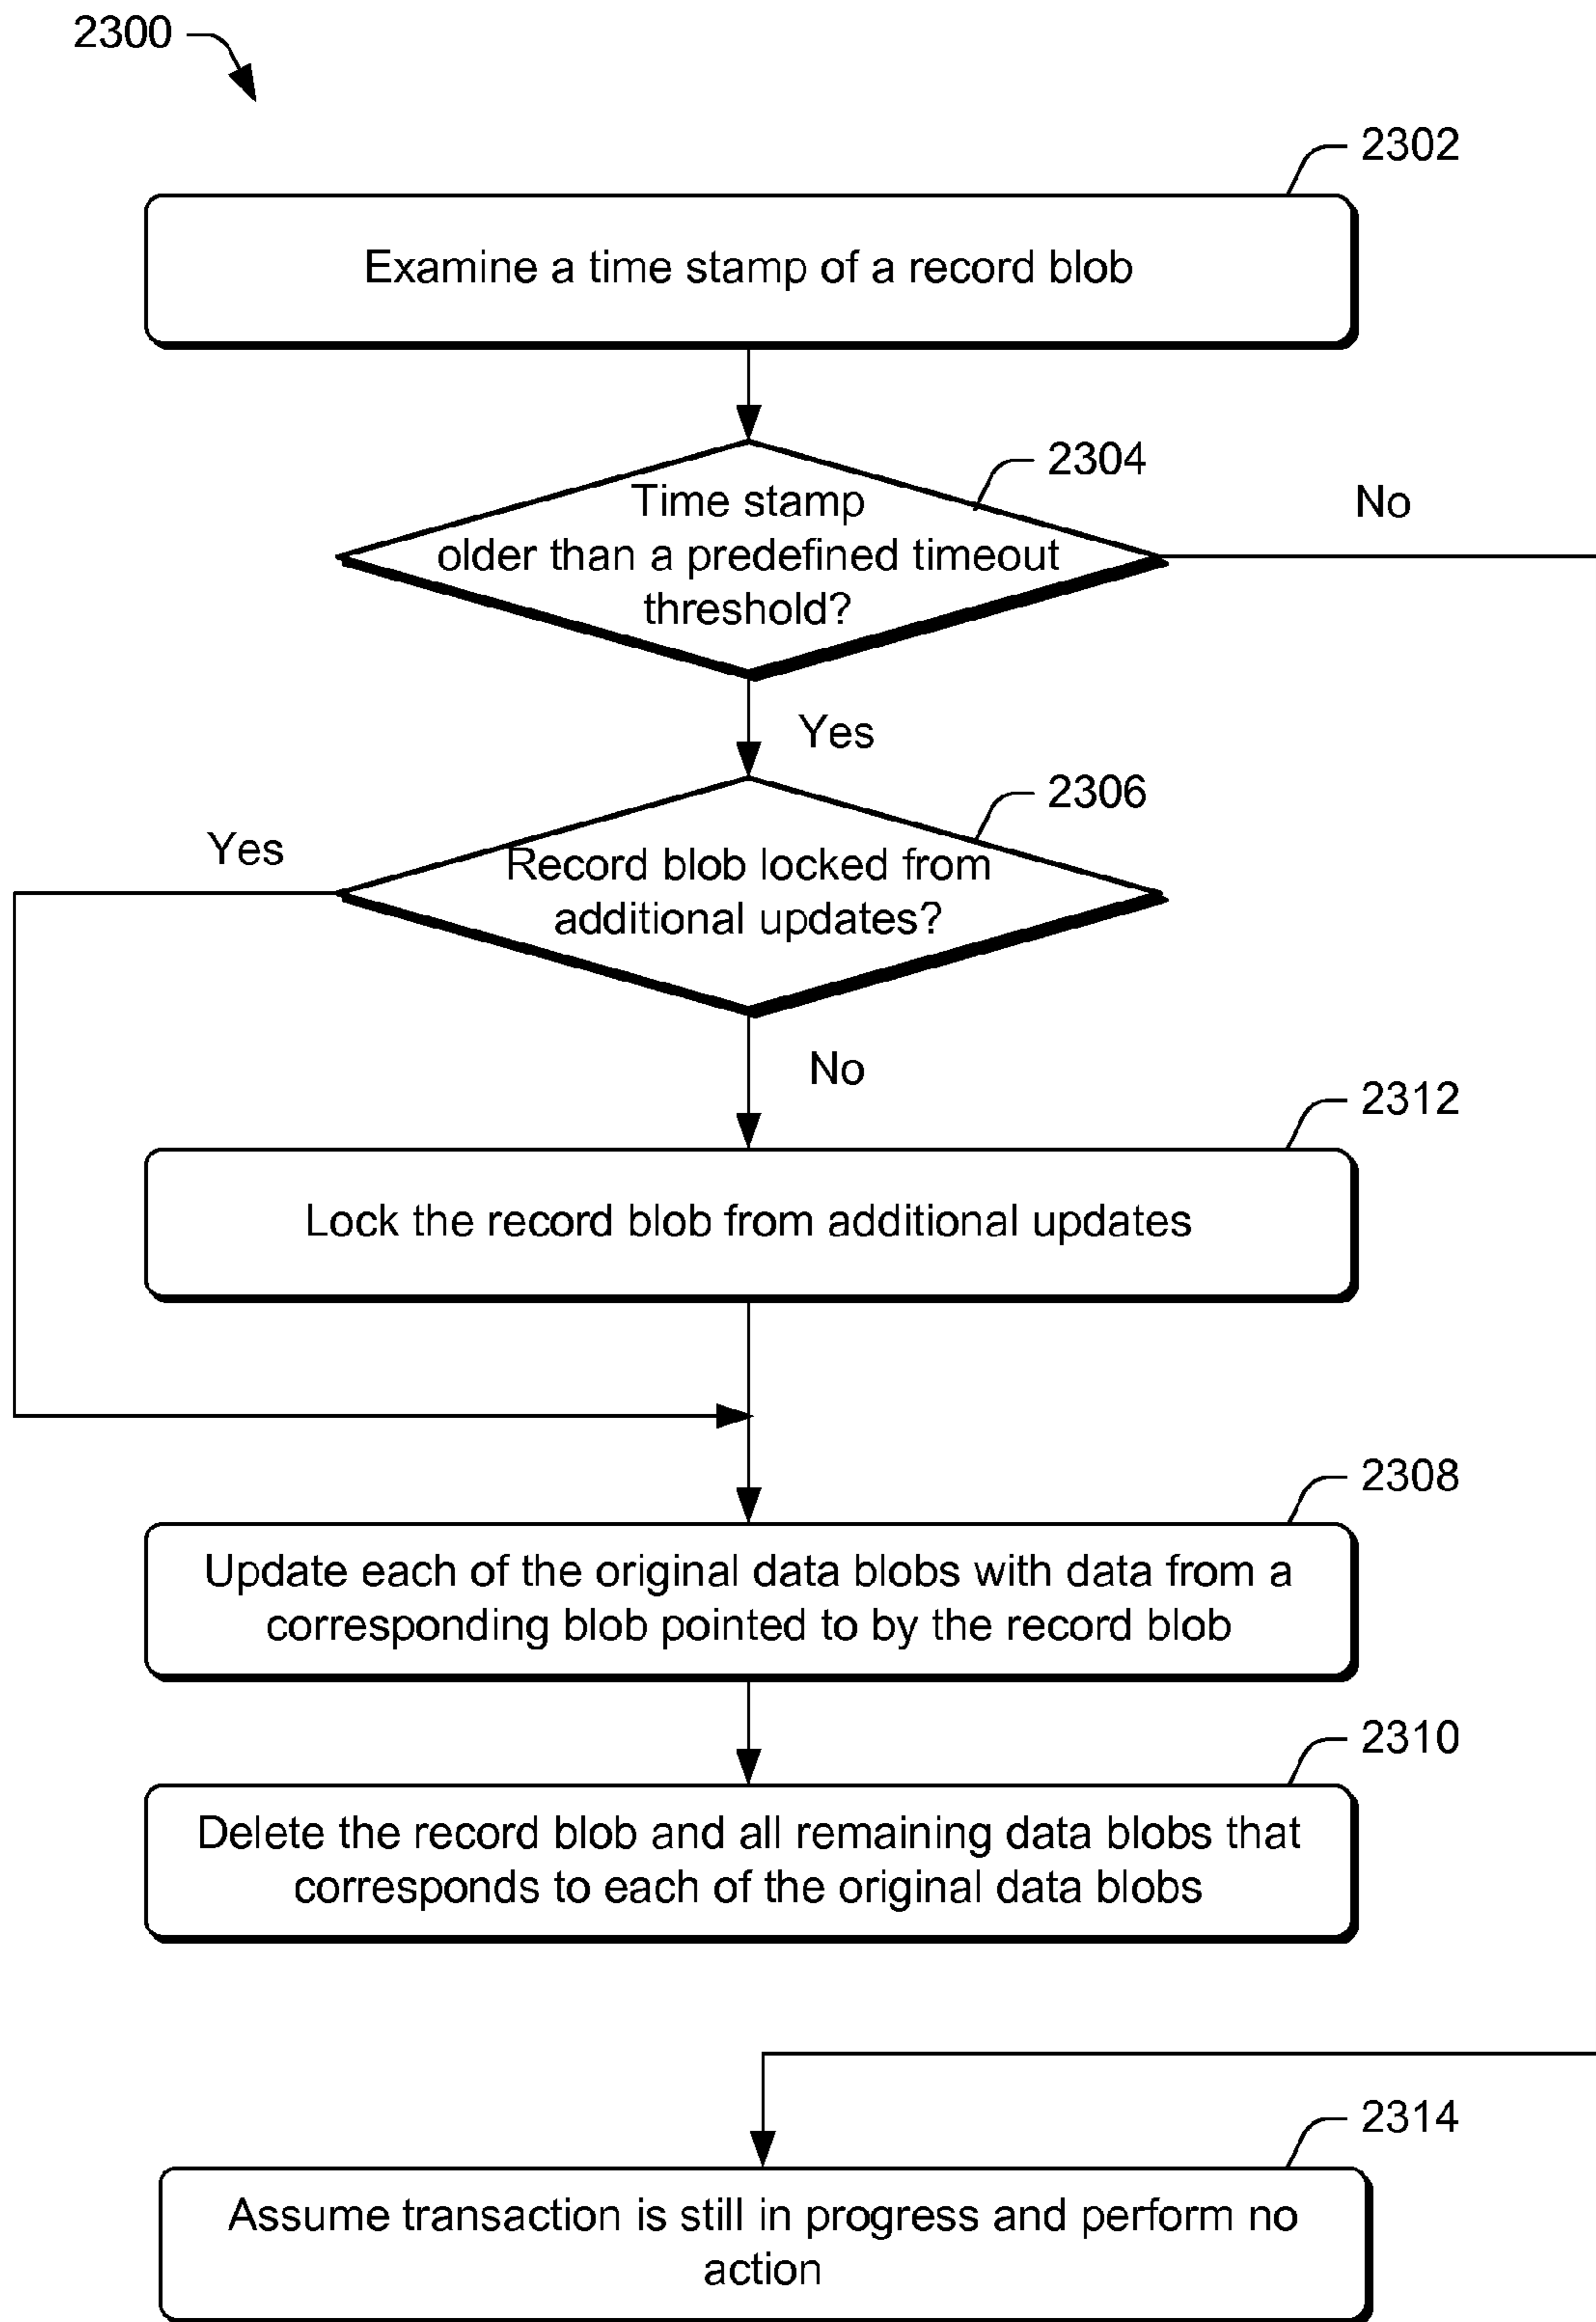 2300
2302
Examine a time stamp of a record blob
2304
Time stamp
older than a predefined timeout
threshold?
No
Yes
2306
Record blob locked from
additional updates?
Yes
No
2312
Lock the record blob from additional updates
2308
Update each of the original data blobs with data from a
corresponding blob pointed to by the record blob
2310
Delete the record blob and all remaining data blobs that
corresponds to each of the original data blobs
2314
Assume transaction is still in progress and perform no
action